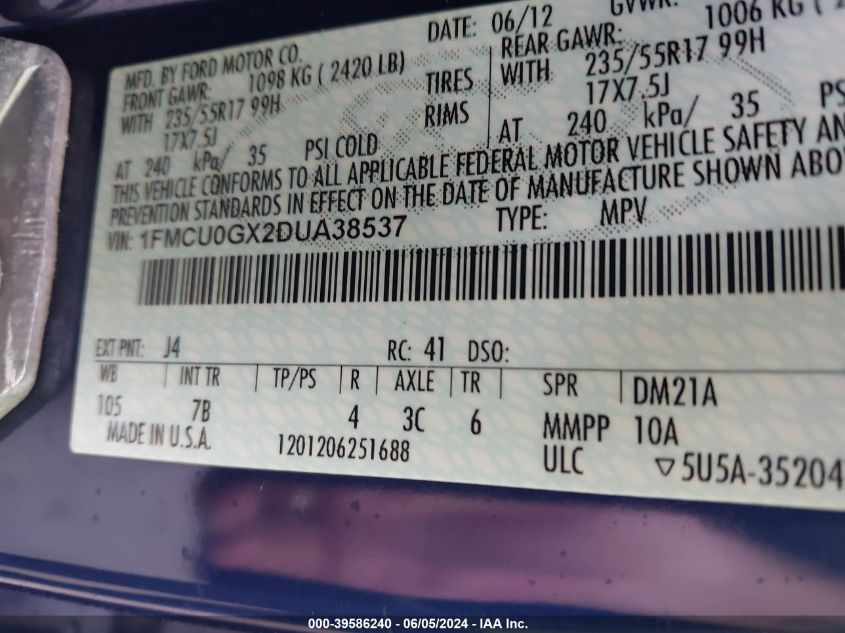 DATE: 06/12 GVWR:
MFD. BY FORD MOTOR CO.
FRONT GAWR: 1098 KG ( 2420 LB) REAR GAWR: 1006 KG (
WITH 235/55R17 99H TIRES WITH 235/55R17 99H
17X7.5J RIMS 17X7.5J
AT 240 kPa/ 35 PSI COLD AT 240 kPa/ 35 PS
THIS VEHICLE CONFORMS TO ALL APPLICABLE FEDERAL MOTOR VEHICLE SAFETY AN
PREVENTION STANDARDS IN EFFECT ON THE DATE OF MANUFACTURE SHOWN ABO
VIN: 1FMCU0GX2DUA38537 TYPE: MPV
EXT PNT: J4 RC: 41 DSO:
WB INT TR TP/PS R AXLE TR SPR DM21A
105 7B 4 3C 6 MMPP 10A
MADE IN U.S.A. 1201206251688 ULC ▽5U5A-35204
000-39586240 - 06/05/2024 - IAA Inc.